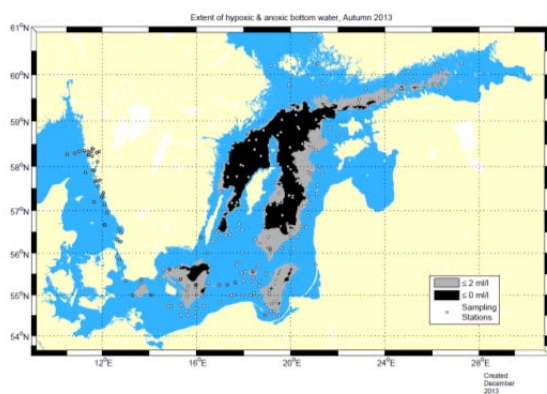 Extent of hypoxic & anoxic bottom water, Autumn 2013
61°N
60°N
59°N
58°N
57°N
56°N
55°N
54°N
≤ 2 ml/l
≤ 0 ml/l
Sampling
Stations
12°E
16°E
20°E
24°E
28°E
Created:
December
2013